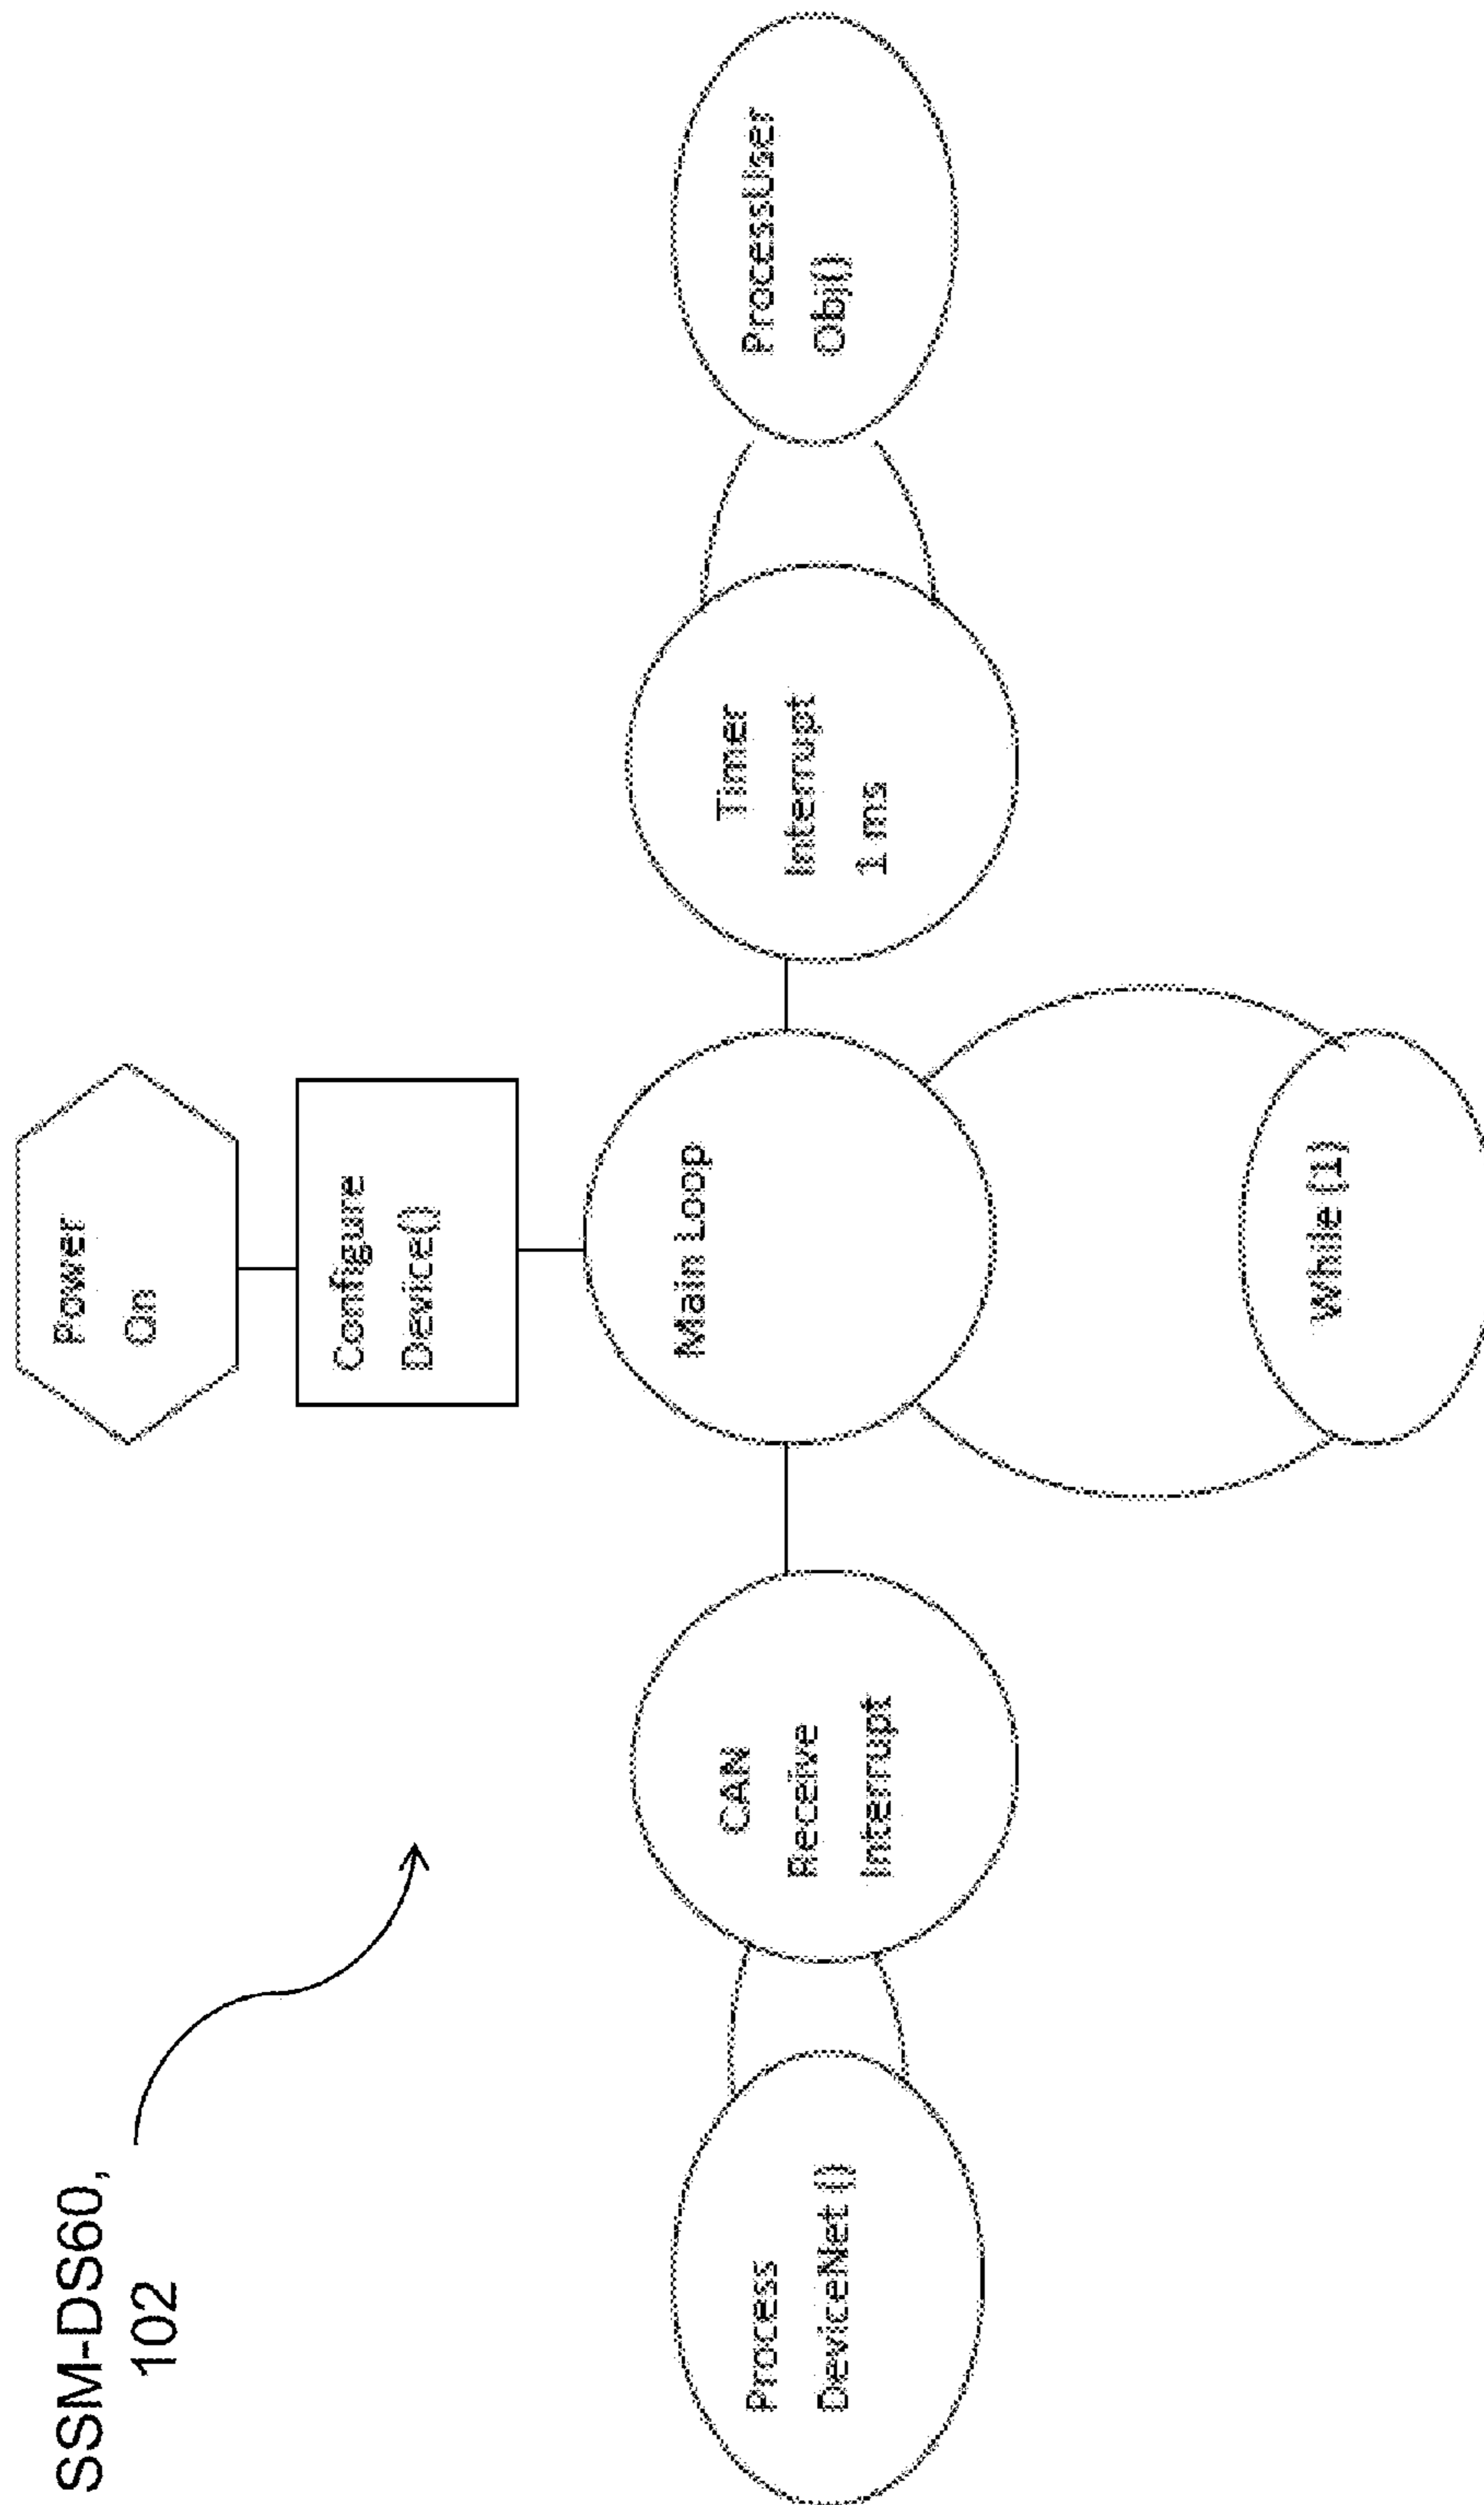 SSM-DS60,
102
Power
On
Configure
Device()
Main Loop
Process
DeviceNet ()
CAN
Receive
Interrupt
Timer
Interrupt
1 ms
ProcessUser
Obj()
While (1)